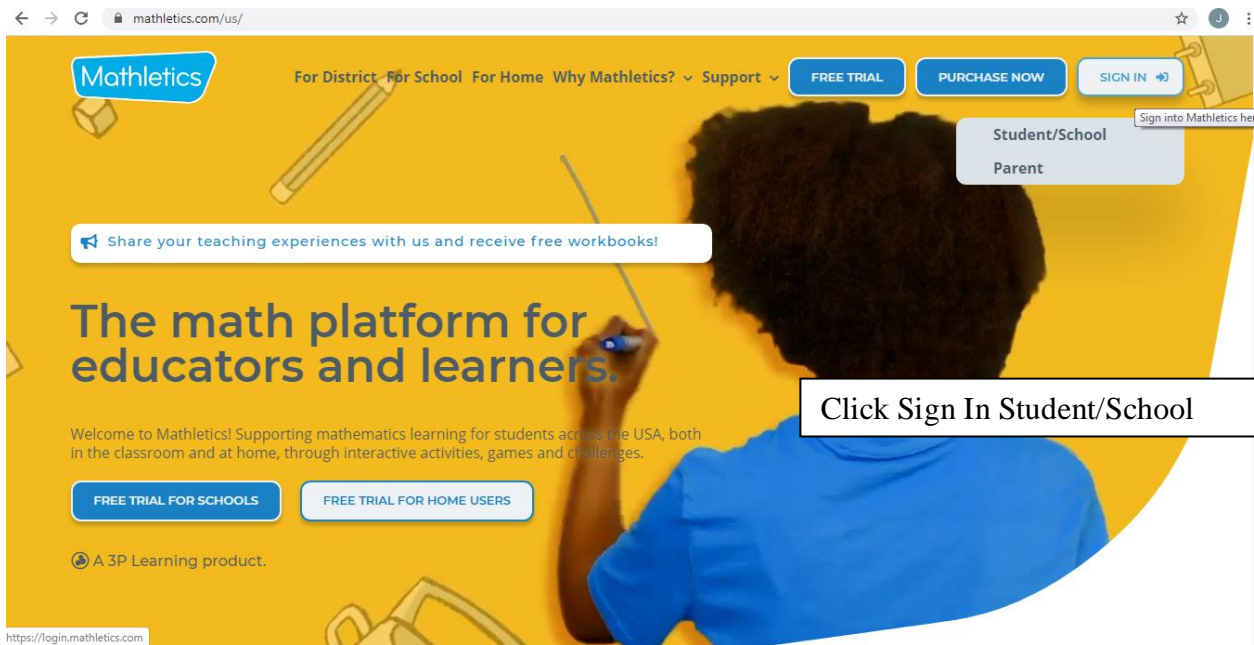 mathletics.com/us/
J
Mathletics
For District For School For Home Why Mathletics? Support FREE TRIAL PURCHASE NOW SIGN IN
Sign into Mathletics her
Student/School
Parent
Share your teaching experiences with us and receive free workbooks!
The math platform for
educators and learners.
Click Sign In Student/School
Welcome to Mathletics! Supporting mathematics learning for students across the USA, both
in the classroom and at home, through interactive activities, games and challenges.
FREE TRIAL FOR SCHOOLS FREE TRIAL FOR HOME USERS
A 3P Learning product.
https://login.mathletics.com